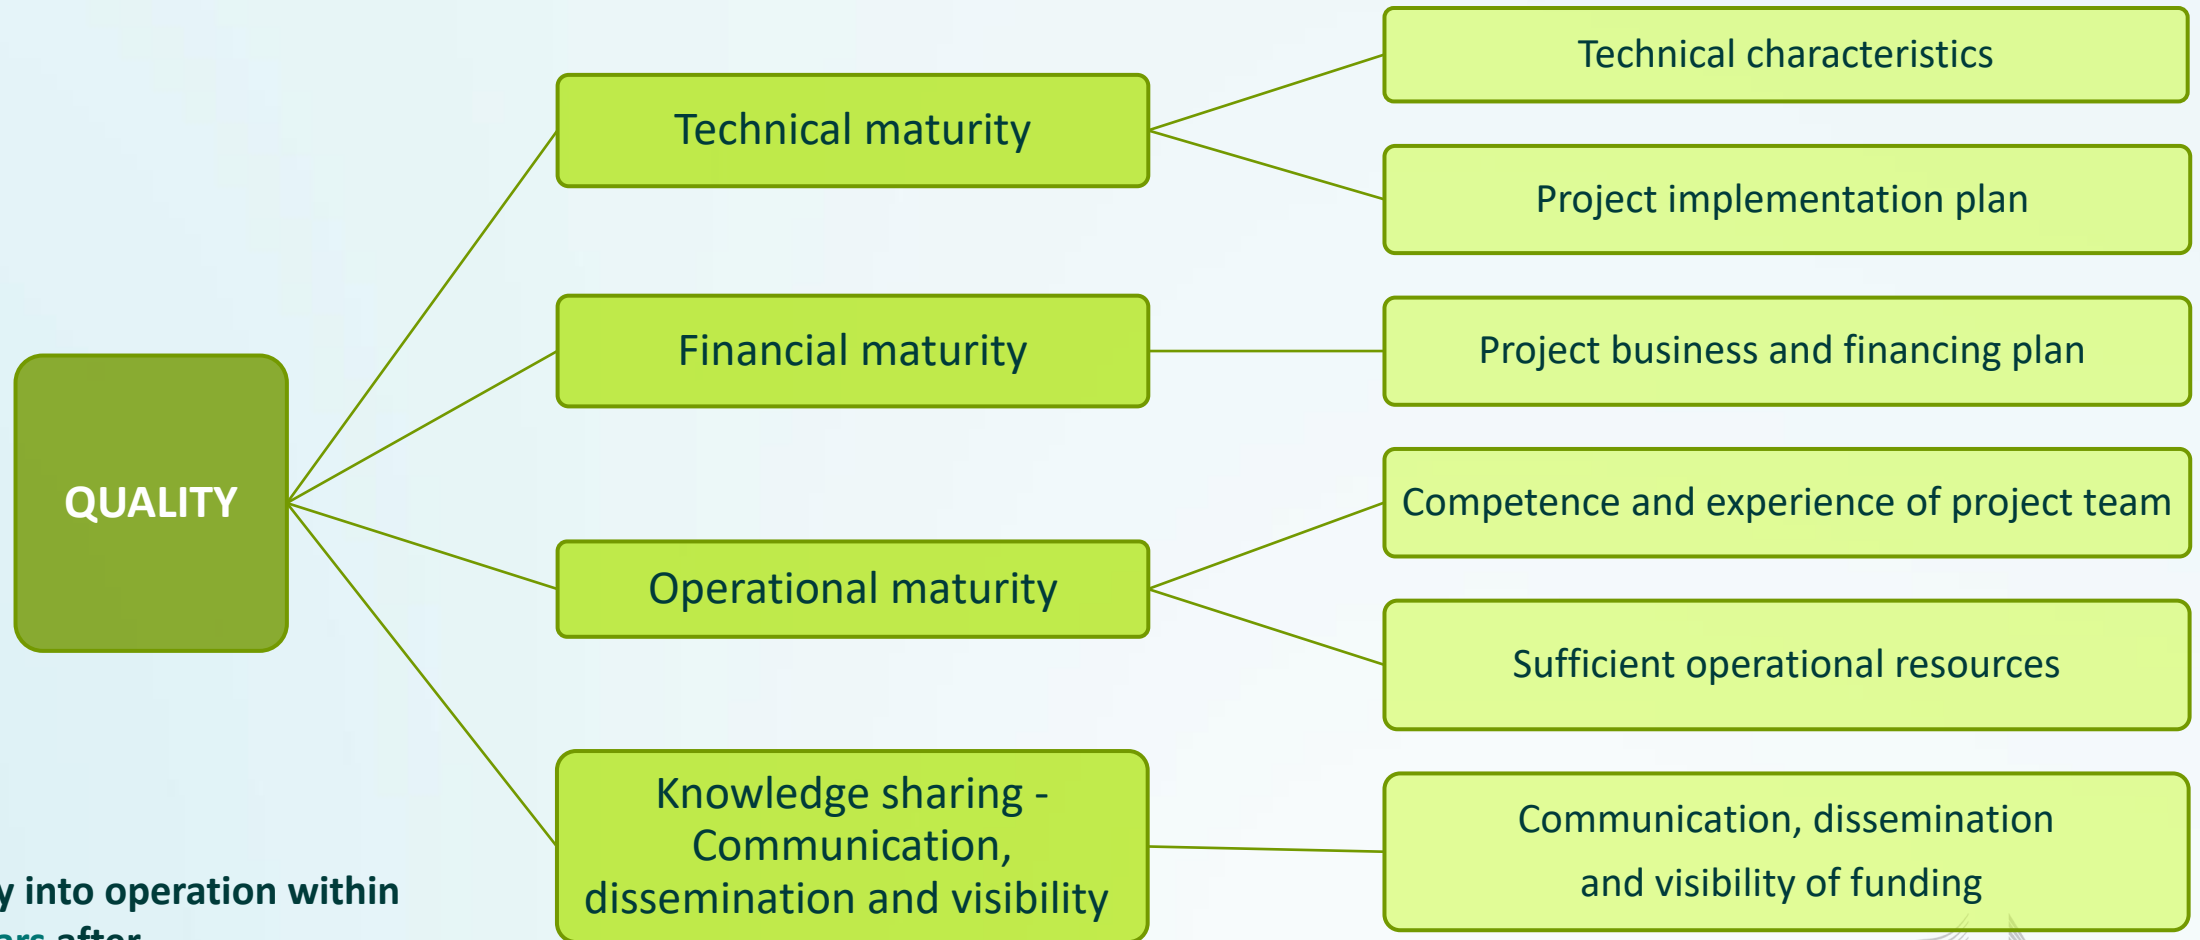 QUALITY
Technical maturity
Technical characteristics
Project implementation plan
Financial maturity
Project business and financing plan
Operational maturity
Competence and experience of project team
Sufficient operational resources
Knowledge sharing -
Communication,
dissemination and visibility
Communication, dissemination
and visibility of funding
into operation within
after